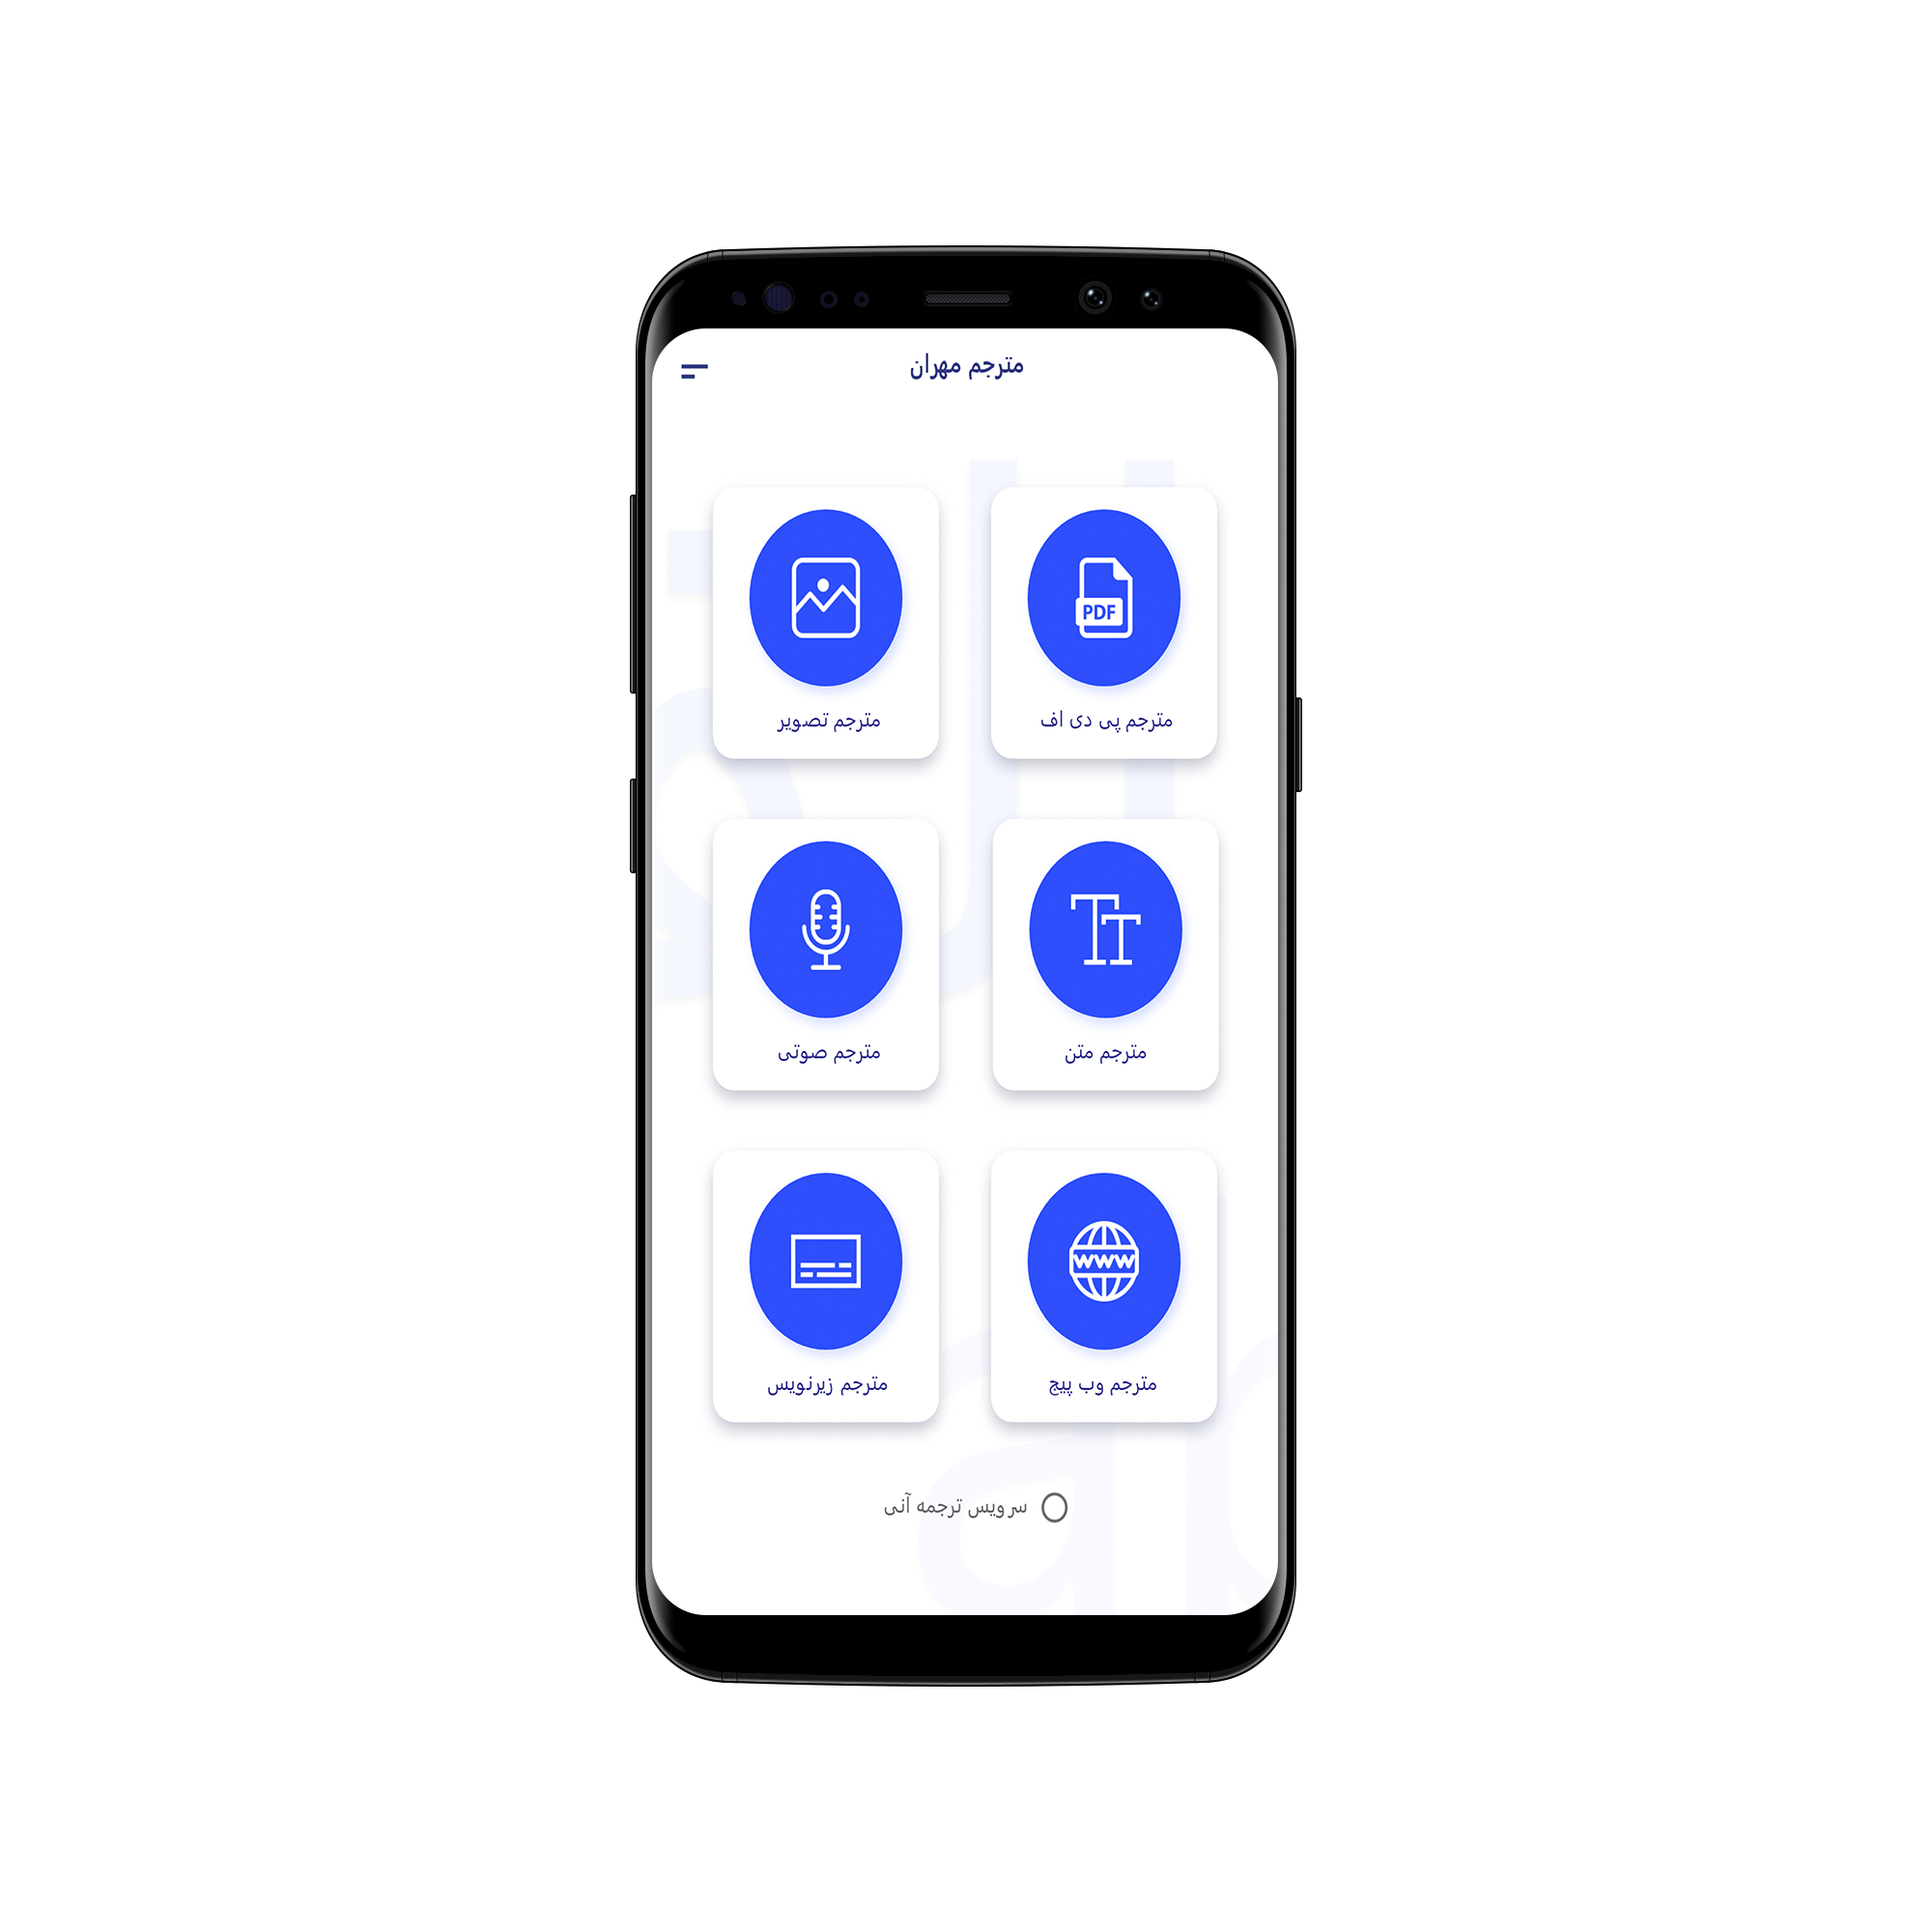 مترجم مهران
PDF
مترجم پی دی اف
مترجم تصویر
TT
مترجم متن
مترجم صوتی
www
مترجم وب پیج
مترجم زیرنویس
سرویس ترجمه آنی